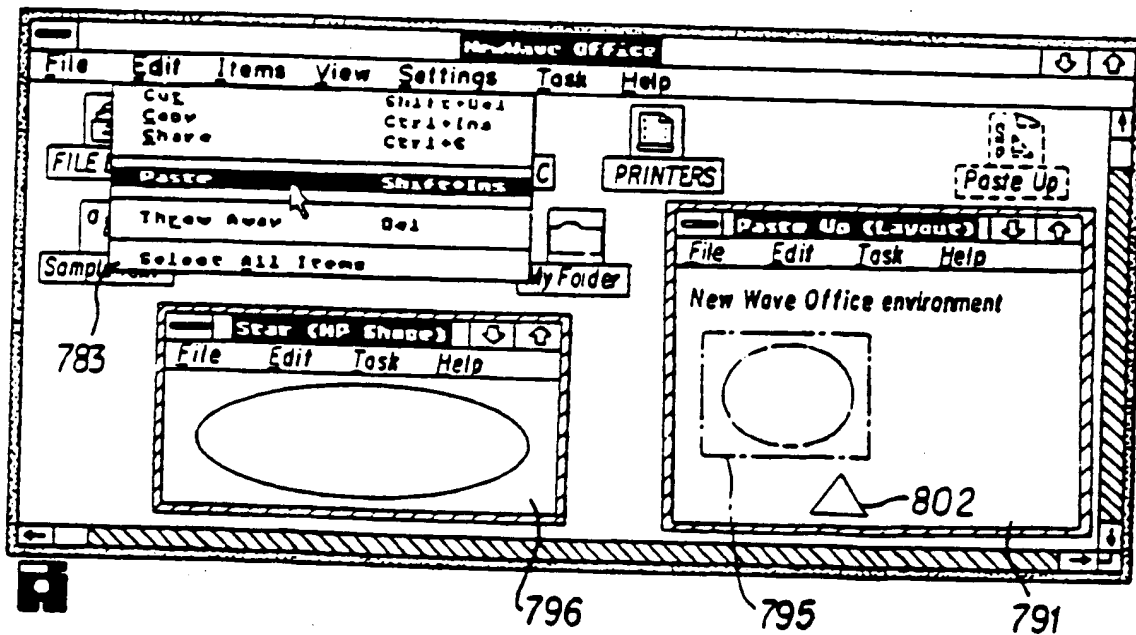 NewWave Office
File Edit Items View Settings Task Help
Cut Shift+Del
Copy Ctrl+Ins
Share Ctrl+S
FILE C PRINTERS Paste Up
Paste Shift+Ins
Throw Away Del
Paste Up (Layout)
Select All Items
File Edit Task Help
Sample My Folder
New Wave Office environment
783
Star (HP Shape)
File Edit Task Help
802
796 795 791